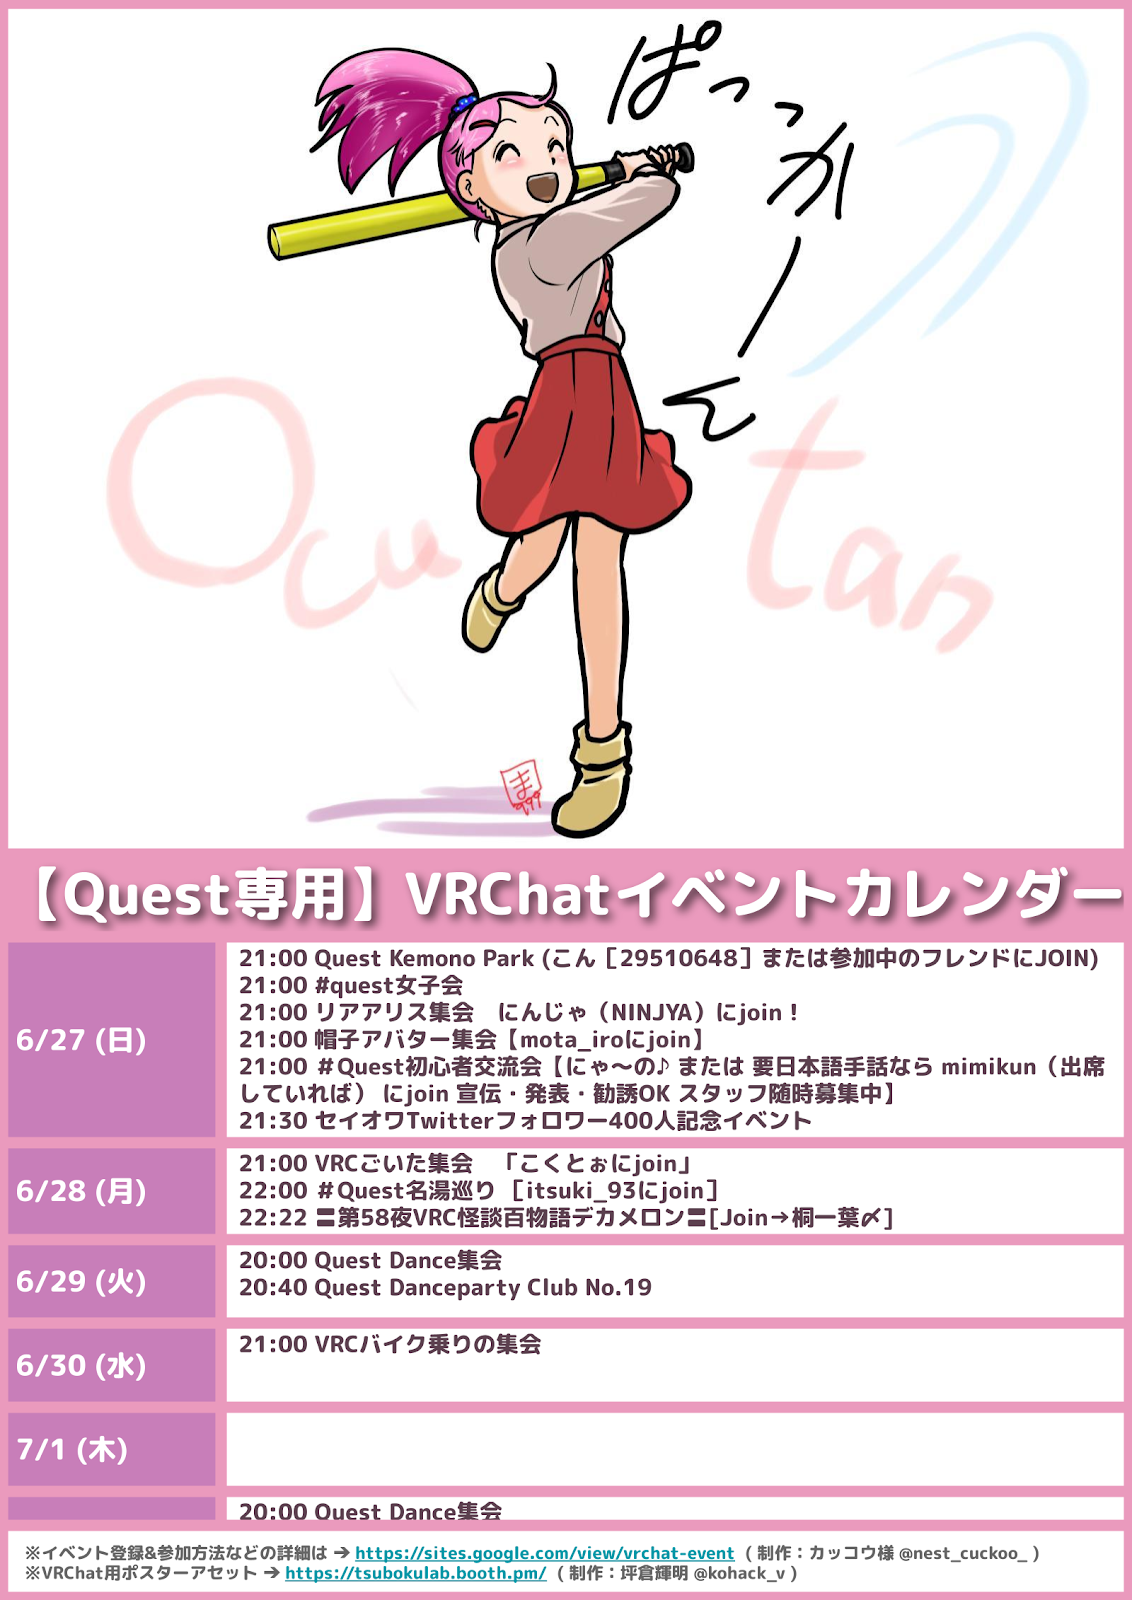 ぱっっかーん
Ocu tan
ま
【Quest専用】VRChatイベントカレンダー
6/27 (日)
21:00 Quest Kemono Park (こん［29510648］または参加中のフレンドにJOIN)
21:00 #quest女子会
21:00 リアアリス集会　にんじゃ（NINJYA）にjoin！
21:00 帽子アバター集会【mota_iroにjoin】
21:00 ＃Quest初心者交流会【にゃ～の♪ または 要日本語手話なら mimikun（出席
していれば） にjoin 宣伝・発表・勧誘OK スタッフ随時募集中】
21:30 セイオワTwitterフォロワー400人記念イベント
6/28 (月)
21:00 VRCごいた集会　「こくとぉにjoin」
22:00 ＃Quest名湯巡り ［itsuki_93にjoin］
22:22 〓第58夜VRC怪談百物語デカメロン〓[Join→桐一葉〆]
6/29 (火)
20:00 Quest Dance集会
20:40 Quest Danceparty Club No.19
6/30 (水)
21:00 VRCバイク乗りの集会
7/1 (木)
20:00 Quest Dance集会
※イベント登録&参加方法などの詳細は ➔ https://sites.google.com/view/vrchat-event （ 制作：カッコウ様 @nest_cuckoo_ ）
※VRChat用ポスターアセット ➔ https://tsubokulab.booth.pm/ （ 制作：坪倉輝明 @kohack_v ）